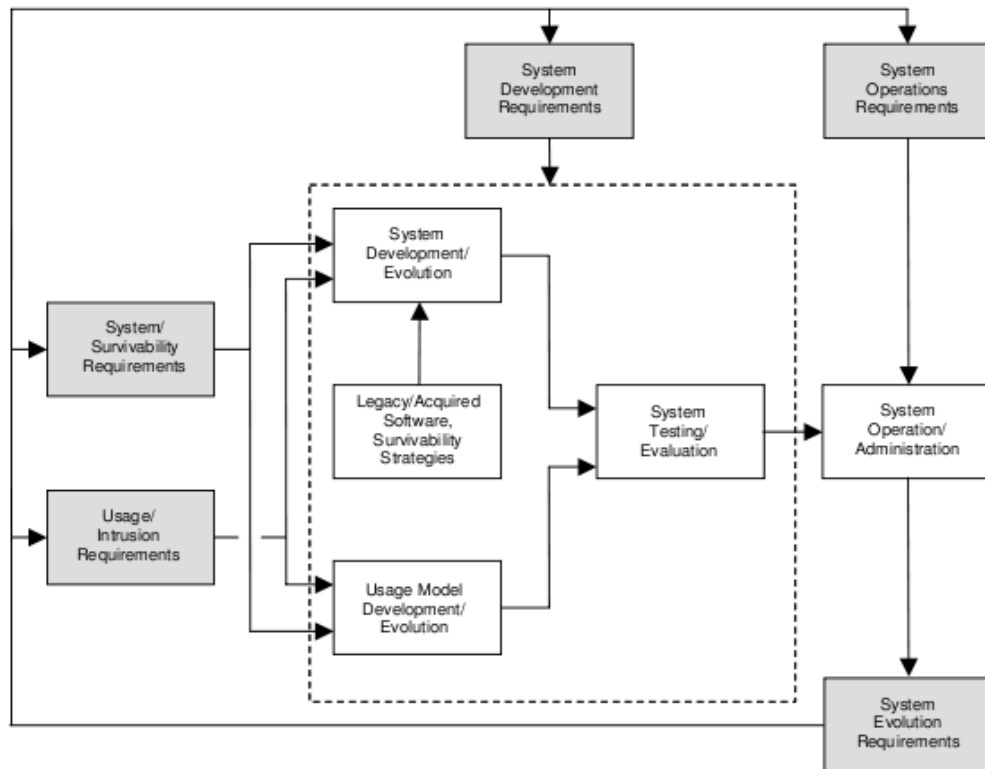 System
Development
Requirements
System
Operations
Requirements
System
Development/
Evolution
System/
Survivability
Requirements
Legacy/Acquired
Software,
Survivability
Strategies
System
Testing/
Evaluation
System
Operation/
Administration
Usage/
Intrusion
Requirements
Usage Model
Development/
Evolution
System
Evolution
Requirements